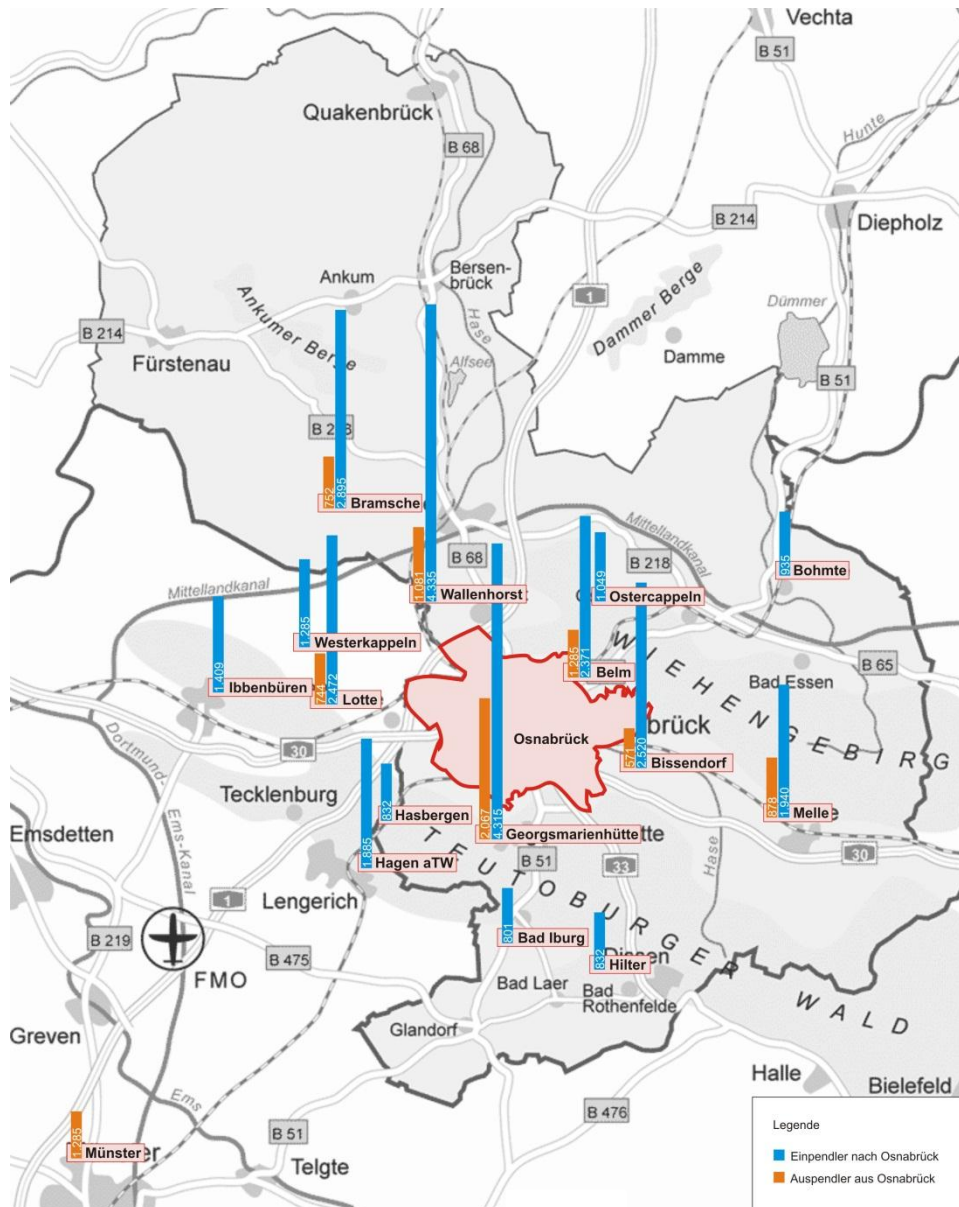 Vechta
B 51
Quakenbrück
B 68
Hunte
B 214
Diepholz
Ankum
Bersen-
brück
1
Dammer Berge
Dümmer
Ankumer Berge
Hase
B 214
Fürstenau
Alfsee
Damme
B 51
752
2.895
Bramsche
Mittellandkanal
B 68
Mittellandkanal
B 218
935
Bohmte
1.081
4.335
Wallenhorst
1.049
Ostercappeln
Mittellandkanal
1.285
Westerkappeln
1.409
Ibbenbüren
744
2.472
Lotte
1.285
2.371
Belm
WIEHENGEBIRG
B 65
Bad Essen
Osnabrück
brück
571
2.520
Bissendorf
30
Dortmund-
Ems-Kanal
Tecklenburg
832
Hasbergen
2.067
4.315
Georgsmarienhütte
tte
878
1.940
Melle
Emsdetten
1.885
Hagen aTW
TEUTOBURGER WALD
B 51
33
Hase
30
1
Lengerich
801
Bad Iburg
832
Hilter
Dissen
B 219
FMO
B 475
Bad Laer
Bad
Rothenfelde
Greven
Glandorf
Halle
Bielefeld
Ems
B 51
B 476
1.285
Münster
er
Telgte
Legende
Einpendler nach Osnabrück
Auspendler aus Osnabrück